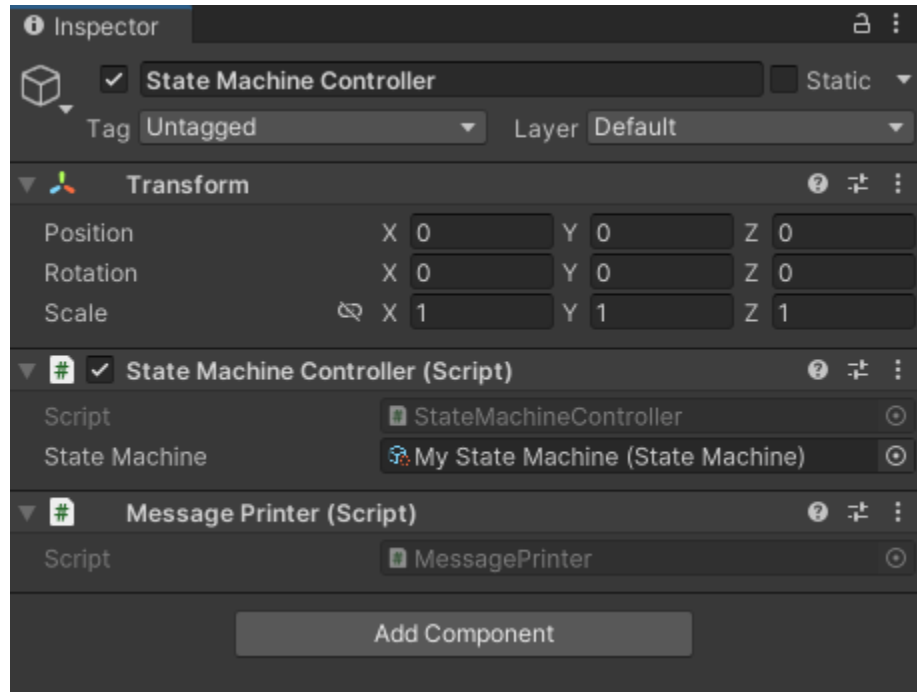 Inspector
State Machine Controller Static
Tag Untagged Layer Default
Transform
Position X 0 Y 0 Z 0
Rotation X 0 Y 0 Z 0
Scale X 1 Y 1 Z 1
# State Machine Controller (Script)
Script # StateMachineController
State Machine My State Machine (State Machine)
# Message Printer (Script)
Script # MessagePrinter
Add Component